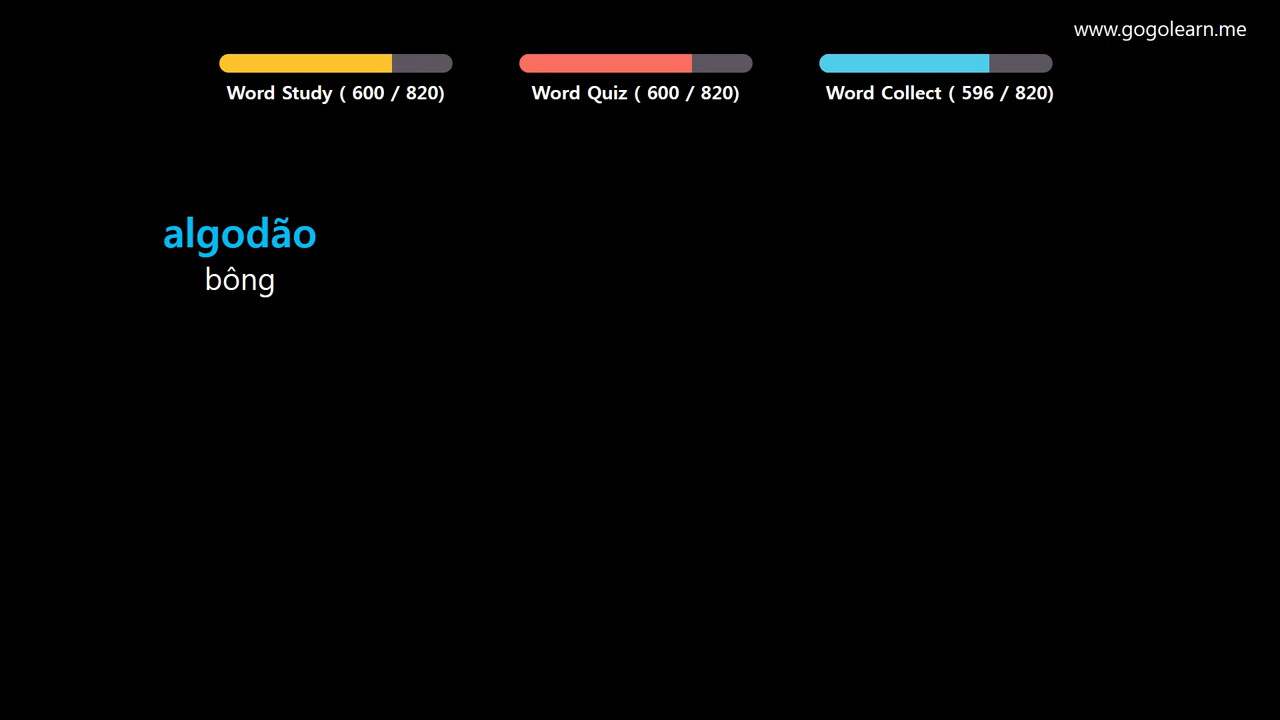 www.gogolearn.me
Word Study ( 600 / 820)
Word Quiz ( 600 / 820)
Word Collect ( 596 / 820)
algodão
bông